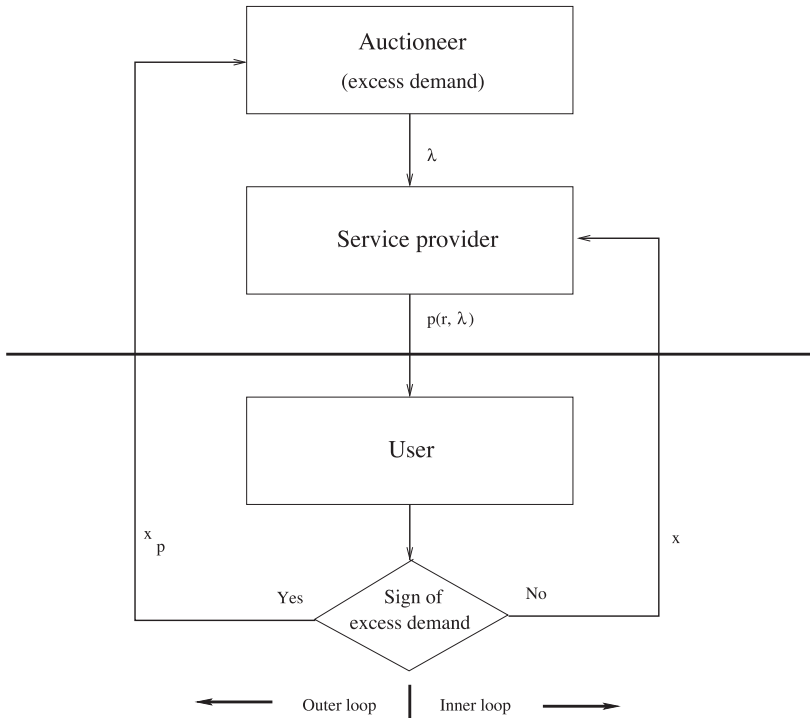 Auctioneer
(excess demand)
λ
Service provider
p(r, λ)
User
x p
x
Yes
Sign of
excess demand
No
Outer loop
Inner loop